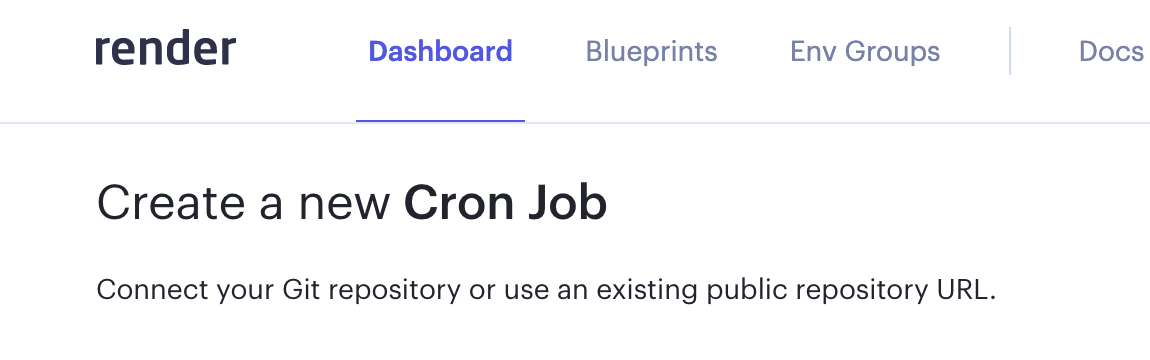 render Dashboard Blueprints Env Groups Docs
Create a new Cron Job
Connect your Git repository or use an existing public repository URL.